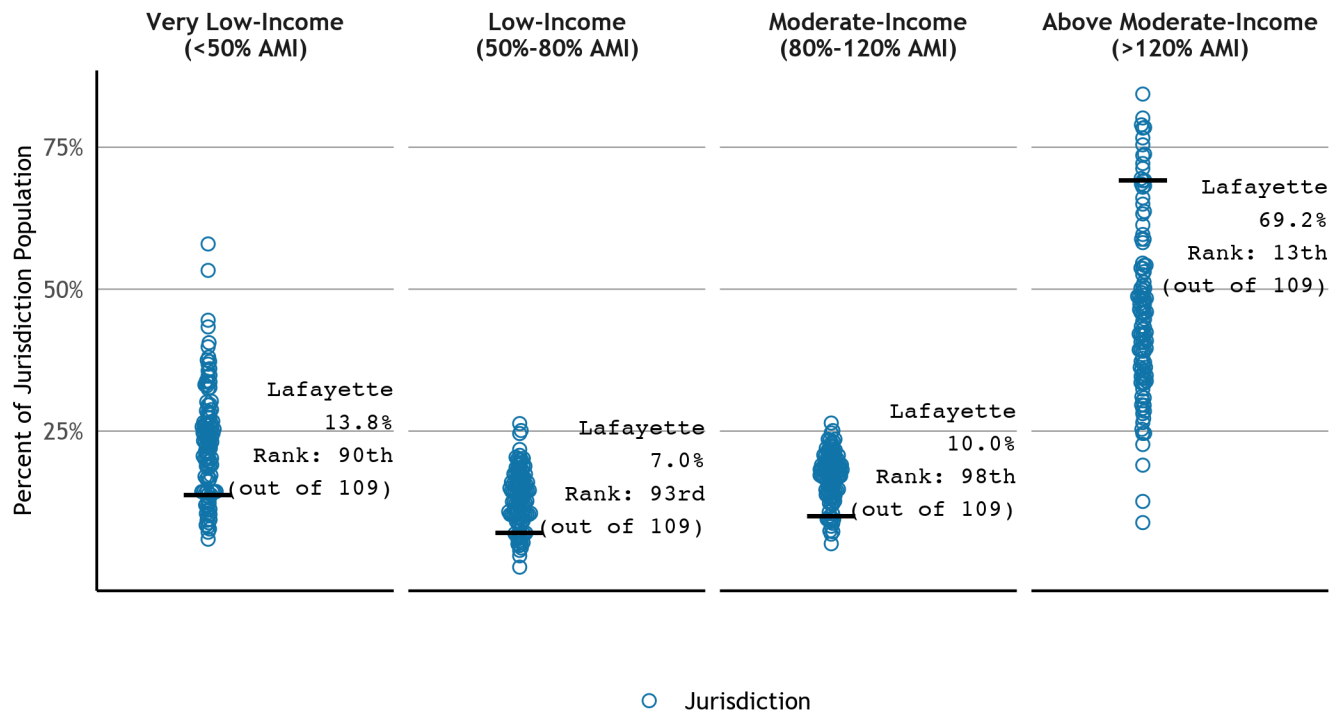 Very Low-Income
(<50% AMI)
Low-Income
(50%-80% AMI)
Moderate-Income
(80%-120% AMI)
Above Moderate-Income
(>120% AMI)
Percent of Jurisdiction Population
75%
50%
25%
Lafayette
13.8%
Rank: 90th
(out of 109)
Lafayette
7.0%
Rank: 93rd
(out of 109)
Lafayette
10.0%
Rank: 98th
(out of 109)
Lafayette
69.2%
Rank: 13th
(out of 109)
Jurisdiction